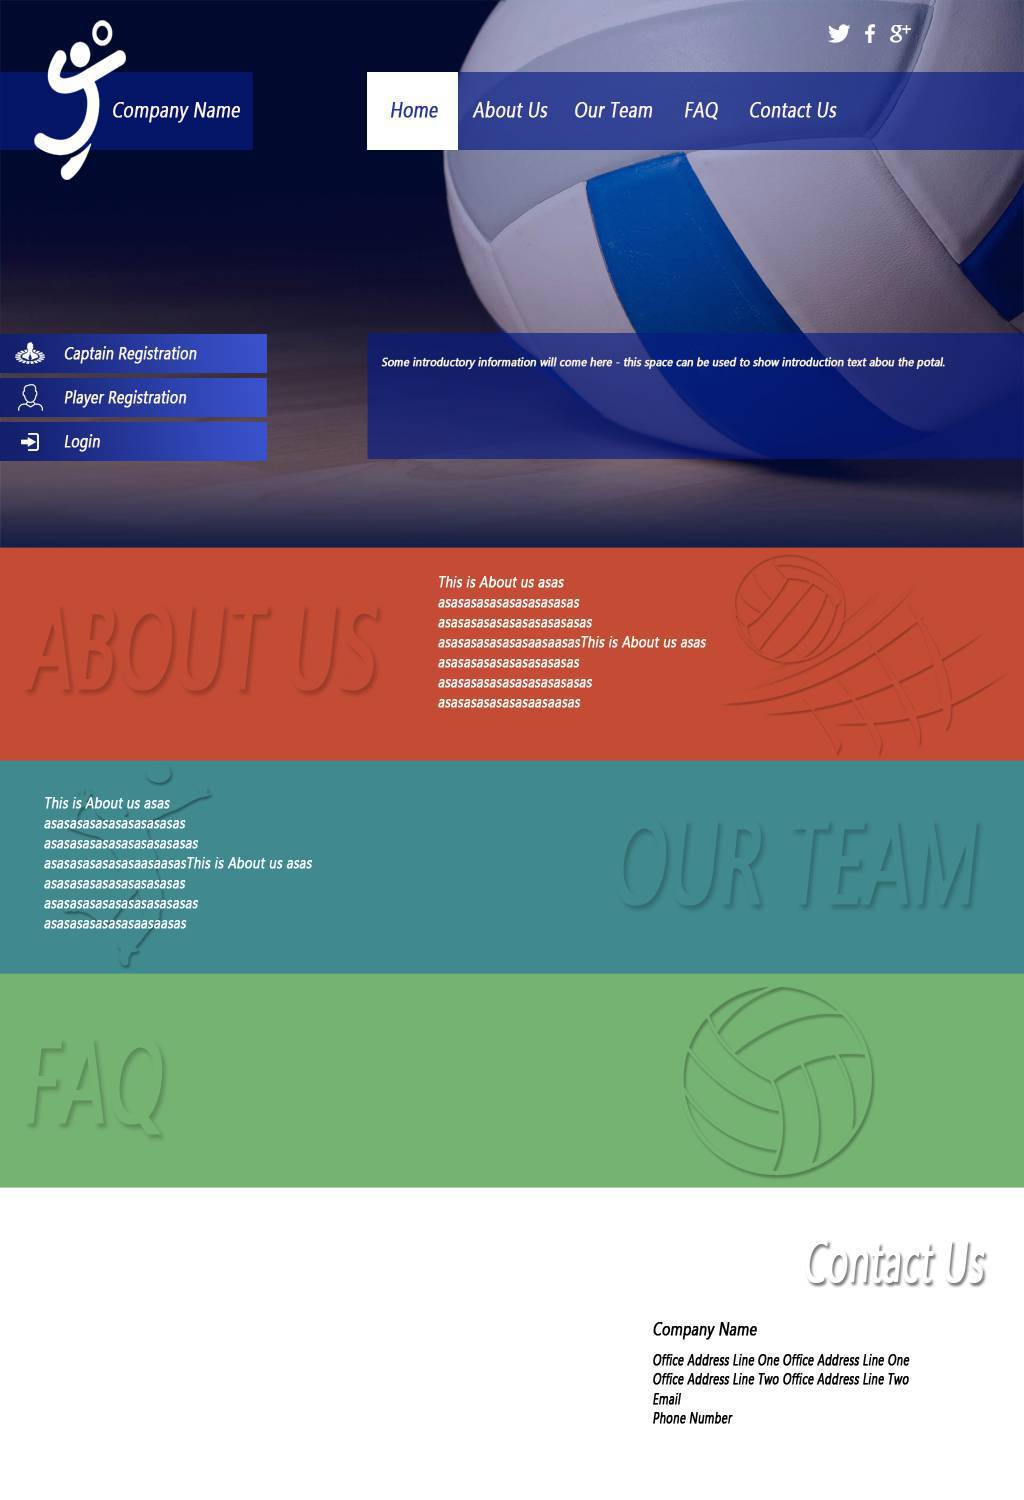 Company Name
Home
About Us
Our Team
FAQ
Contact Us
Captain Registration
Player Registration
Login
Some introductory information will come here - this space can be used to show introduction text abou the potal.
ABOUT US
This is About us asas
asasasasasasasasasasas
asasasasasasasasasasasas
asasasasasasasaasaasasThis is About us asas
asasasasasasasasasasas
asasasasasasasasasasasas
asasasasasasasaasaasas
This is About us asas
asasasasasasasasasasas
asasasasasasasasasasasas
asasasasasasasaasaasasThis is About us asas
asasasasasasasasasasas
asasasasasasasasasasasas
asasasasasasasaasaasas
OUR TEAM
FAQ
Contact Us
Company Name
Office Address Line One Office Address Line One
Office Address Line Two Office Address Line Two
Email
Phone Number